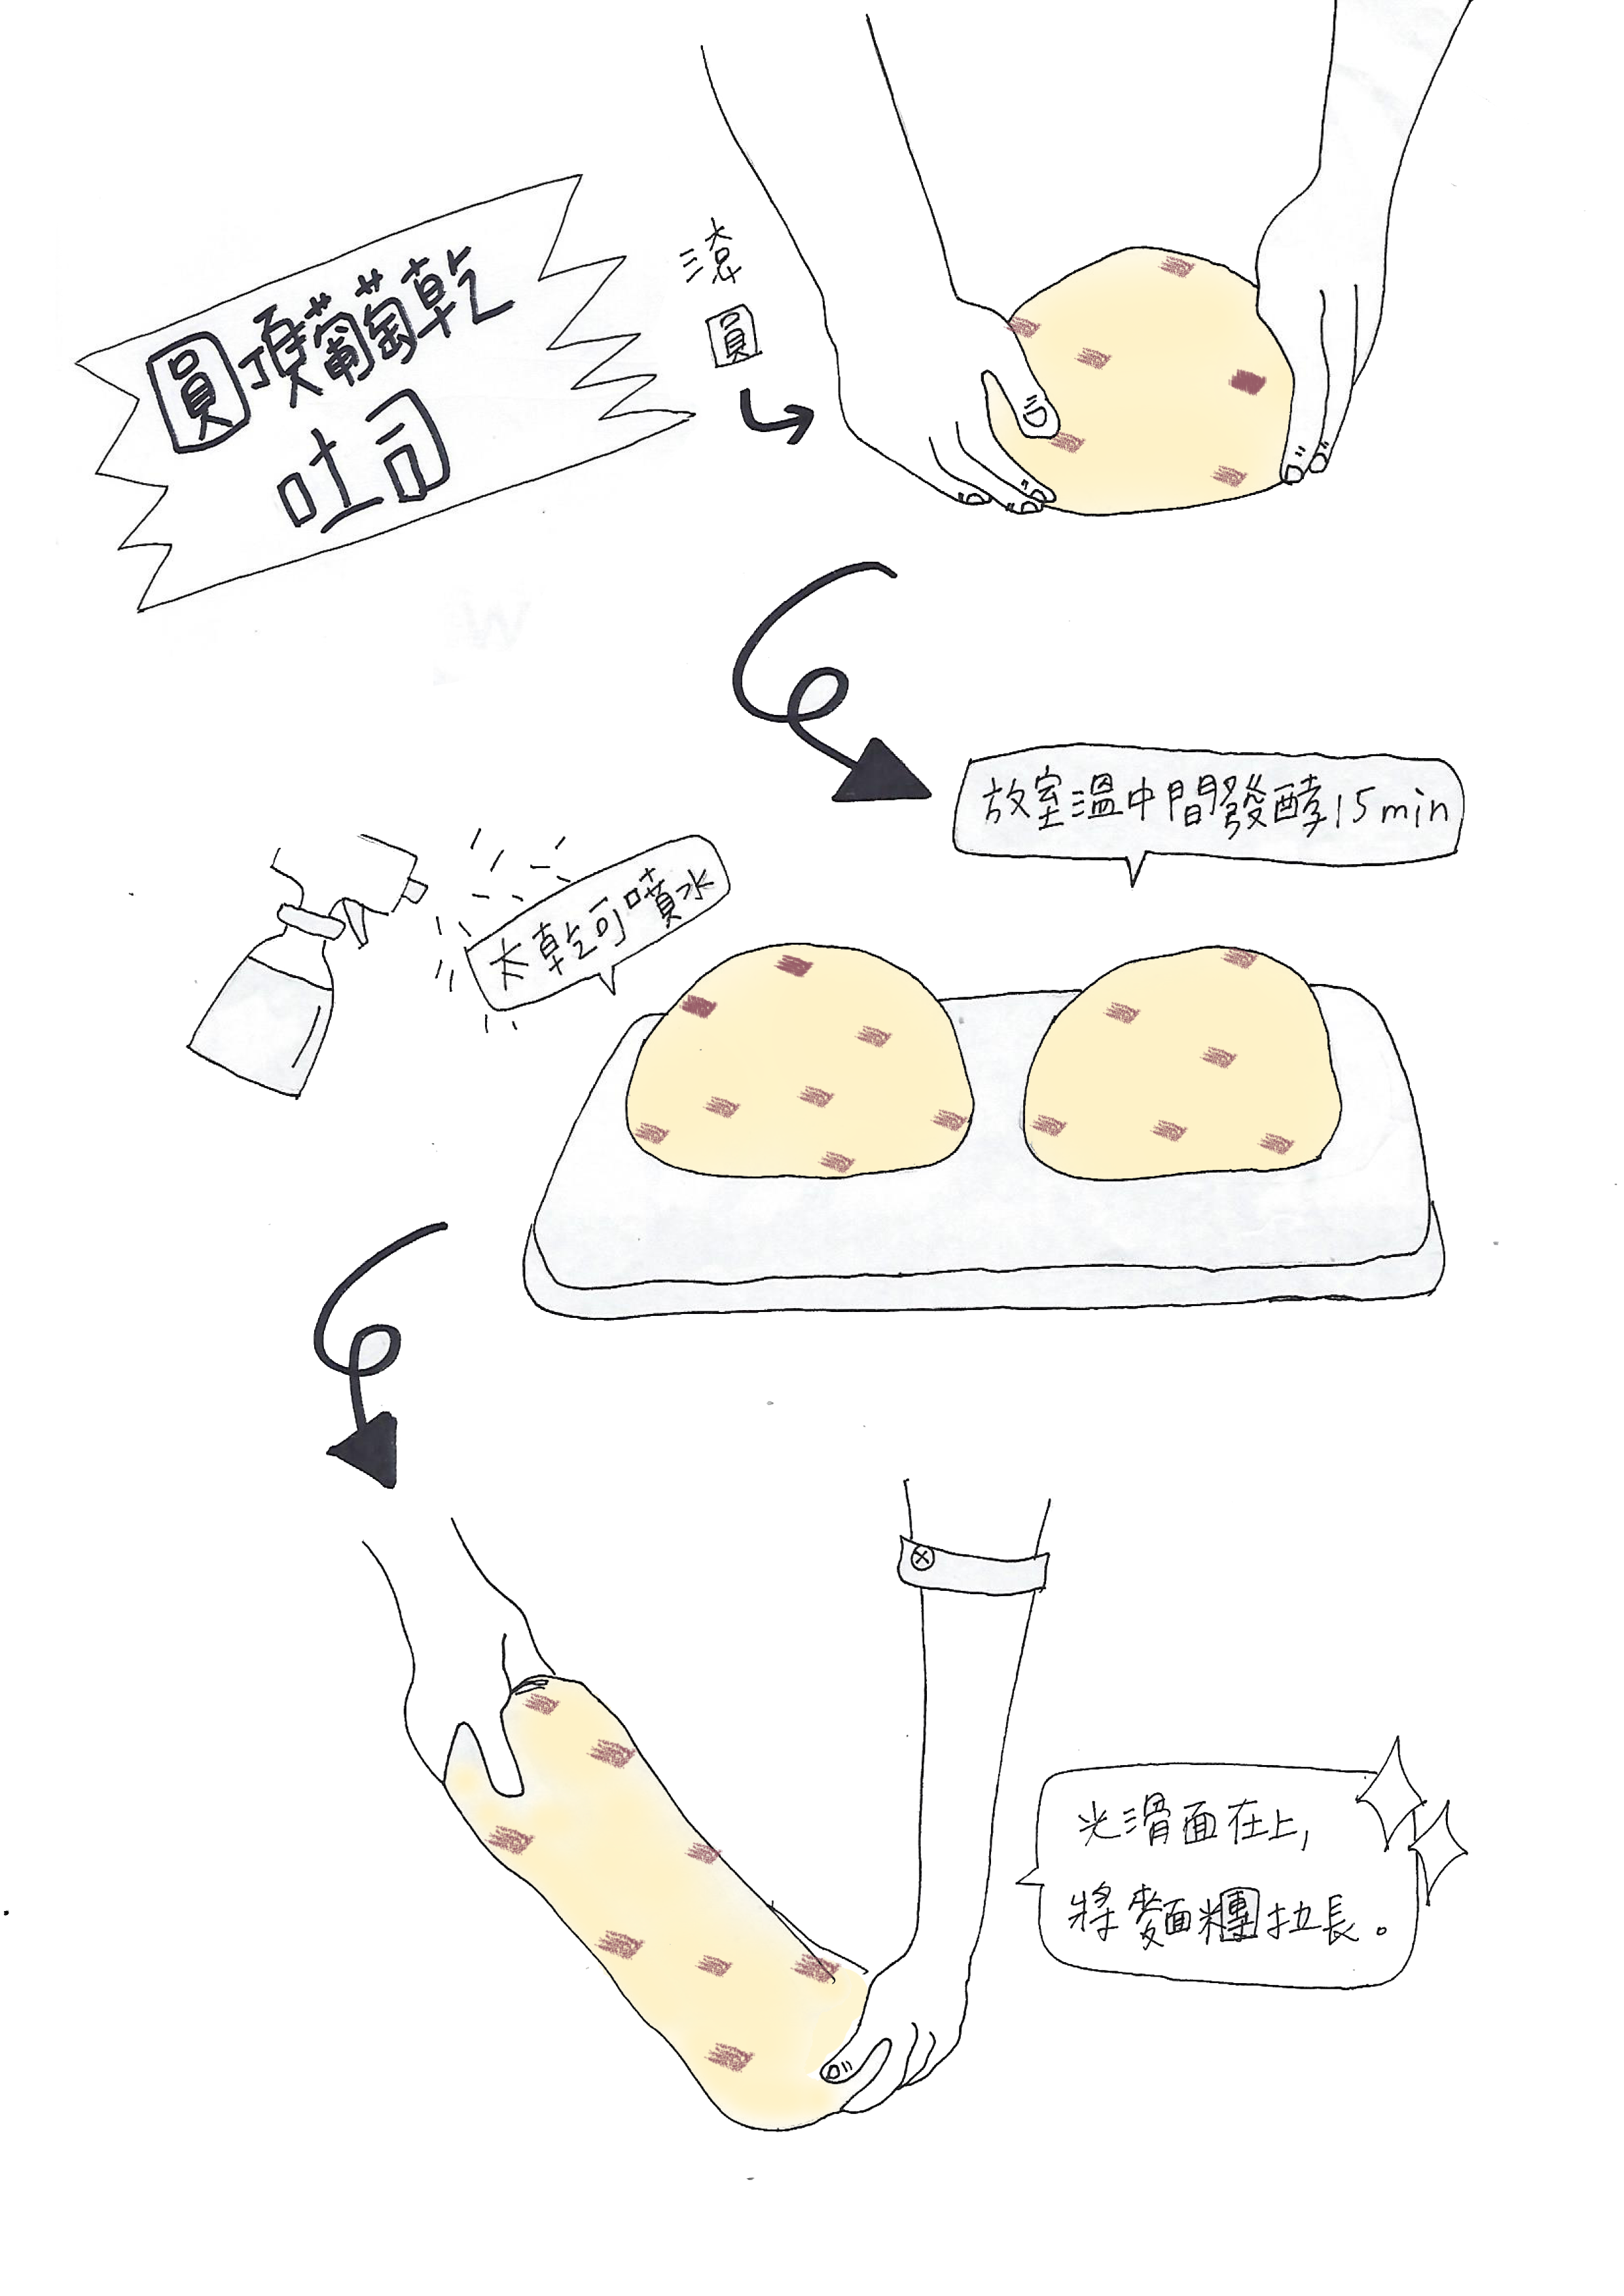 圓頂葡萄乾
吐司
滾
圓
放室溫中間發酵15min
太乾可噴水
光滑面在上,
將麵糰拉長。